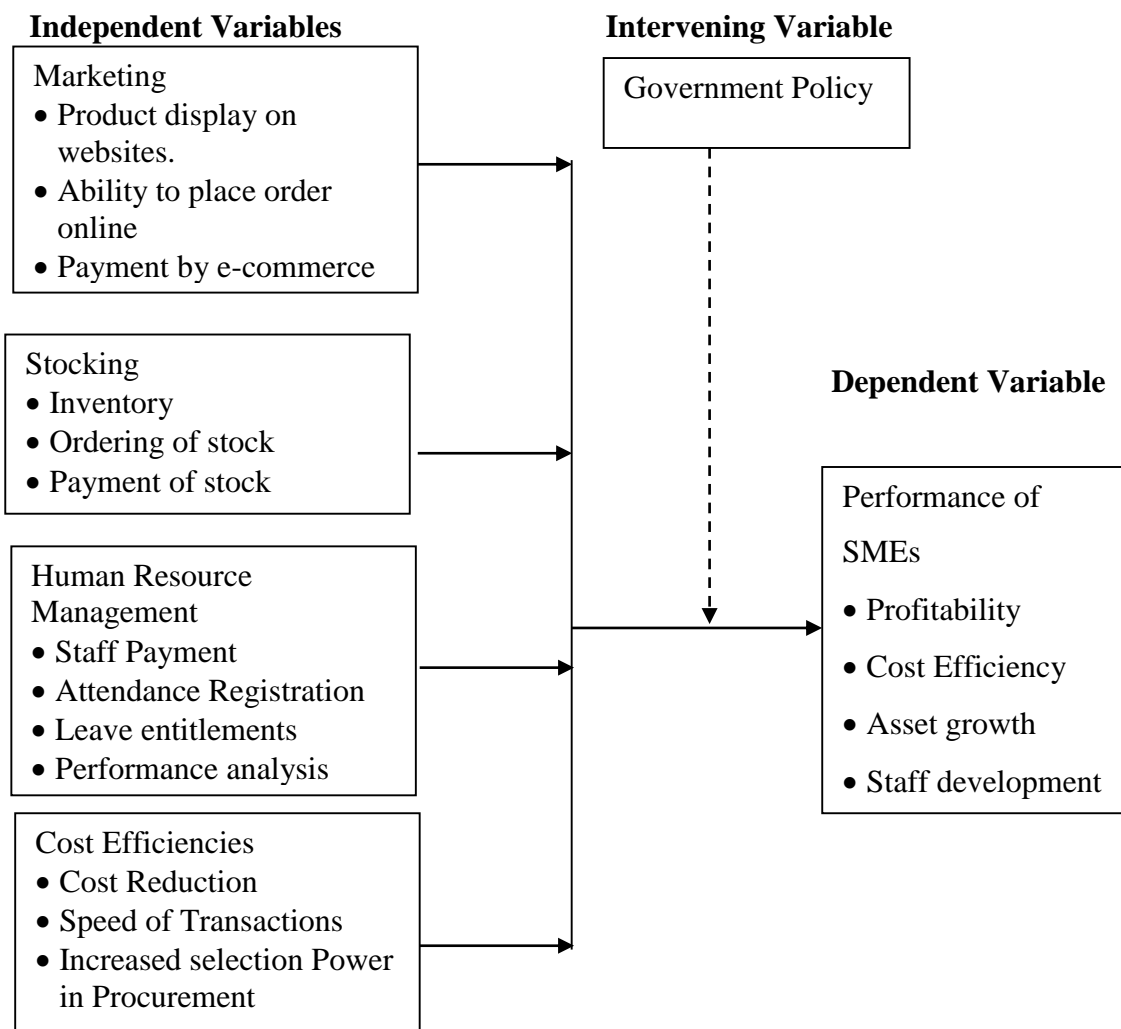 Independent Variables
Marketing
• Product display on
websites.
• Ability to place order
online
• Payment by e-commerce
Stocking
• Inventory
• Ordering of stock
• Payment of stock
Human Resource
Management
• Staff Payment
• Attendance Registration
• Leave entitlements
• Performance analysis
Cost Efficiencies
• Cost Reduction
• Speed of Transactions
• Increased selection Power
in Procurement
Intervening Variable
Government Policy
Dependent Variable
Performance of
SMEs
• Profitability
• Cost Efficiency
• Asset growth
• Staff development